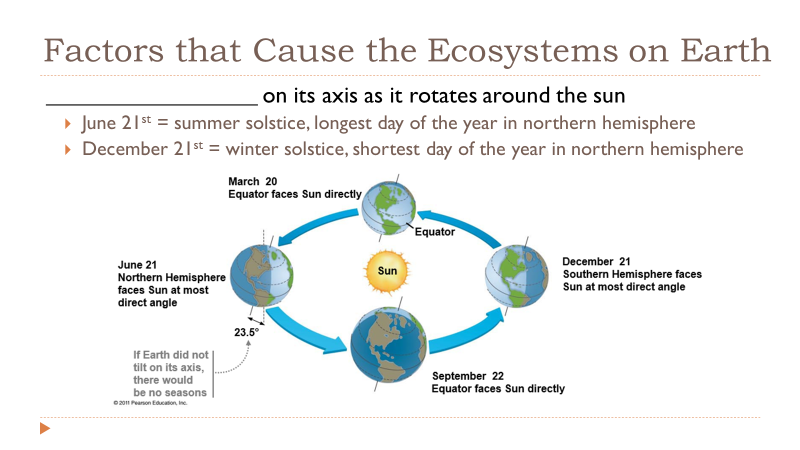 Factors that Cause the Ecosystems on Earth
____________________ on its axis as it rotates around the sun
June 21st = summer solstice, longest day of the year in northern hemisphere
December 21st = winter solstice, shortest day of the year in northern hemisphere
March 20
Equator faces Sun directly
Equator
Sun
June 21
Northern Hemisphere
faces Sun at most
direct angle
December 21
Southern Hemisphere faces
Sun at most direct angle
23.5°
If Earth did not
tilt on its axis,
there would
be no seasons
September 22
Equator faces Sun directly
© 2011 Pearson Education, Inc.